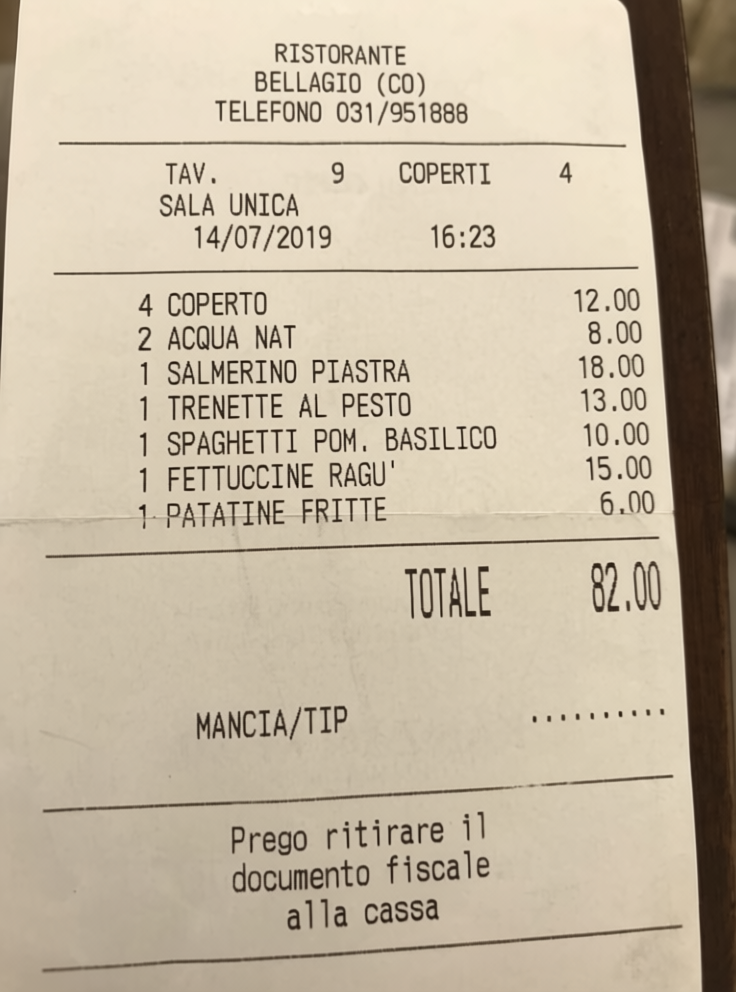 RISTORANTE
BELLAGIO (CO)
TELEFONO 031/951888
TAV. 9 COPERTI 4
SALA UNICA
14/07/2019 16:23
4 COPERTO 12.00
2 ACQUA NAT 8.00
1 SALMERINO PIASTRA 18.00
1 TRENETTE AL PESTO 13.00
1 SPAGHETTI POM. BASILICO 10.00
1 FETTUCCINE RAGU' 15.00
1 PATATINE FRITTE 6.00
TOTALE 82.00
MANCIA/TIP ..........
Prego ritirare il
documento fiscale
alla cassa